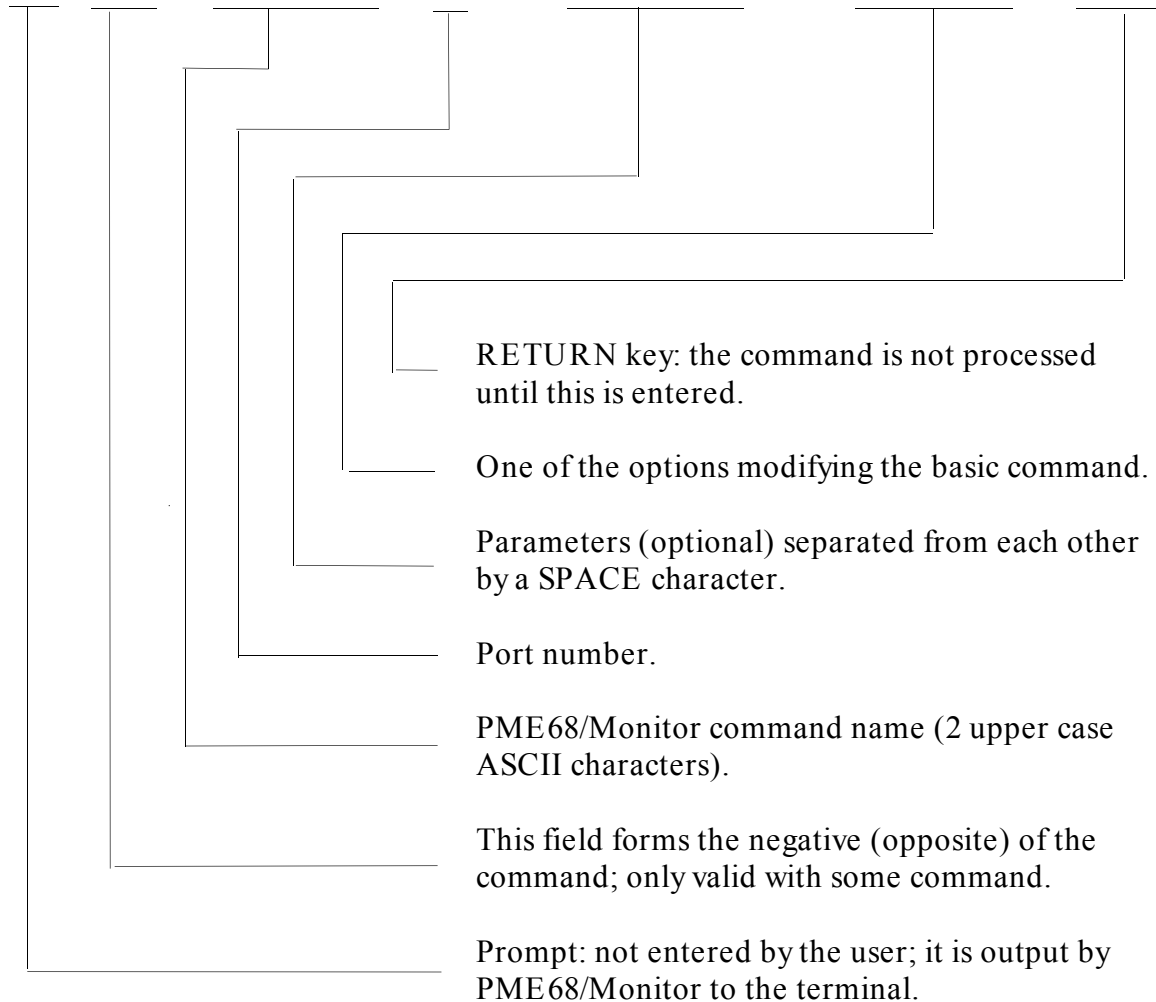 RETURN key: the command is not processed
until this is entered.
One of the options modifying the basic command.
Parameters (optional) separated from each other
by a SPACE character.
Port number.
PME68/Monitor command name (2 upper case
ASCII characters).
This field forms the negative (opposite) of the
command; only valid with some command.
Prompt: not entered by the user; it is output by
PME68/Monitor to the terminal.